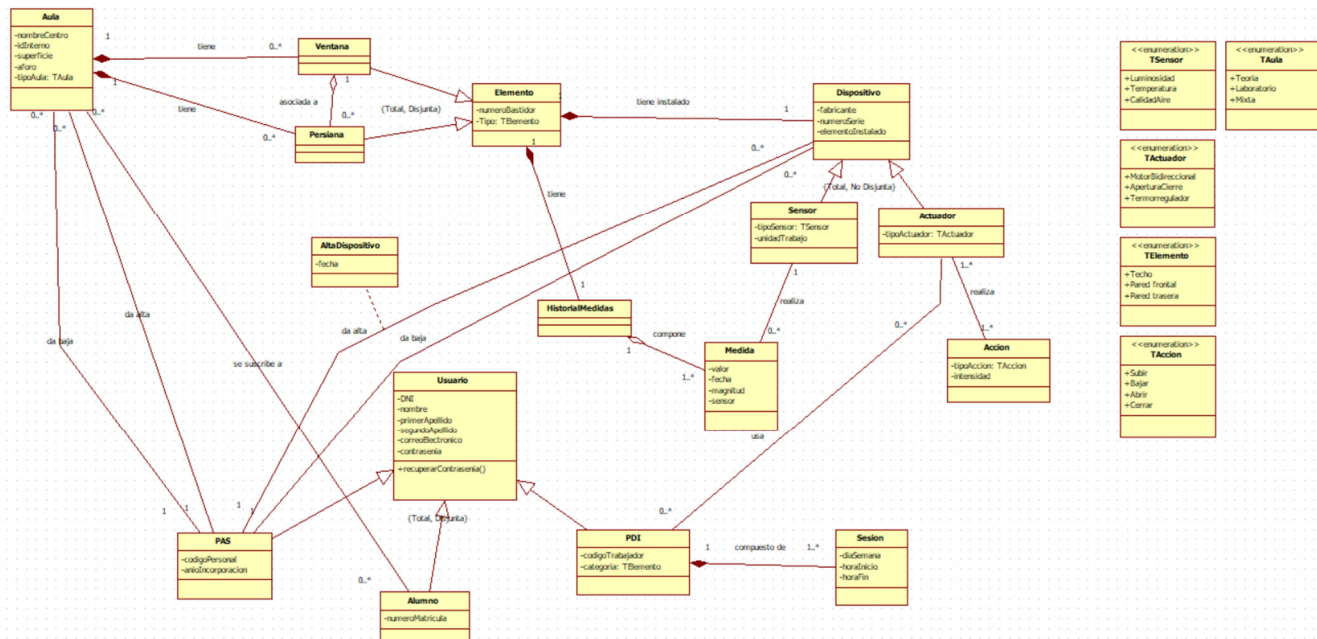 Aula
-nombreCentro
-idInterno
-superficie
-aforo
-tipoAula: TAula
1
tiene
0..*
Ventana
1
tiene
0..*
1
asociada a
0..*
Persiana
{Total, Disjunta}
Elemento
-numeroBastidor
-Tipo: TElemento
1
tiene instalado
1
Dispositivo
-fabricante
-numeroSerie
-elementoInstalado
<<enumeration>>
TSensor
+Luminosidad
+Temperatura
+CalidadAire
<<enumeration>>
TAula
+Teoria
+Laboratorio
+Mixta
<<enumeration>>
TActuador
+MotorBidireccional
+AperturaCierre
+Termorregulador
<<enumeration>>
TElemento
+Techo
+Pared frontal
+Pared trasera
<<enumeration>>
TAccion
+Subir
+Bajar
+Abrir
+Cerrar
0..*
0..*
0..*
0..*
0..*
1
tiene
1
{Total, No Disjunta}
Sensor
-tipoSensor: TSensor
-unidadTrabajo
Actuador
-tipoActuador: TActuador
1
realiza
0..*
1..*
realiza
1..*
0..*
AltaDispositivo
-fecha
HistorialMedidas
compone
1
1..*
Medida
-valor
-fecha
-magnitud
-sensor
Accion
-tipoAccion: TAccion
-intensidad
da alta
da baja
da alta
da baja
se suscribe a
usa
Usuario
-DNI
-nombre
-primerApellido
-segundoApellido
-correoElectronico
-contrasenia
+recuperarContrasenia()
{Total, Disjunta}
1
1
1
1
PAS
-codigoPersonal
-anioIncorporacion
0..*
Alumno
-numeroMatricula
0..*
PDI
-codigoTrabajador
-categoria: TElemento
1
compuesto de
1..*
Sesion
-diaSemana
-horaInicio
-horaFin